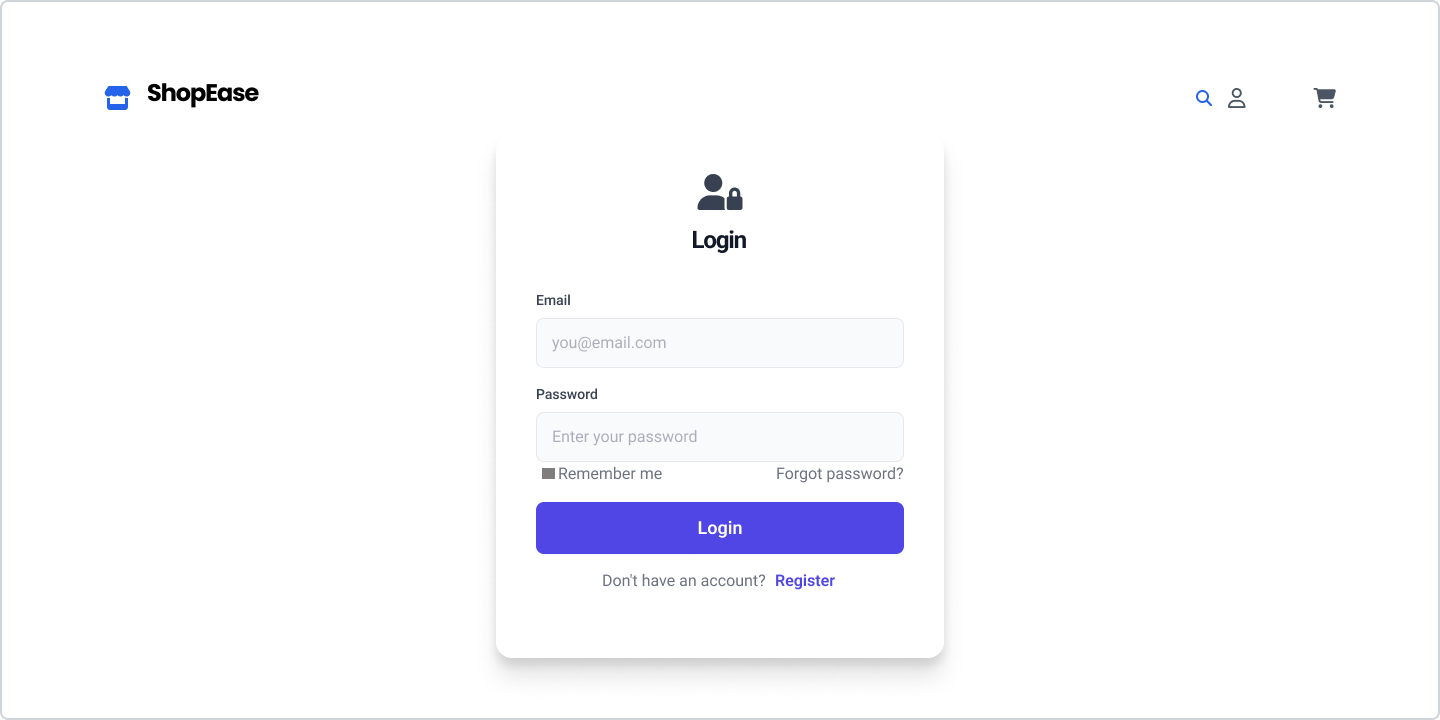 ShopEase
Login
Email
you@email.com
Password
Enter your password
Remember me Forgot password?
Login
Don't have an account? Register